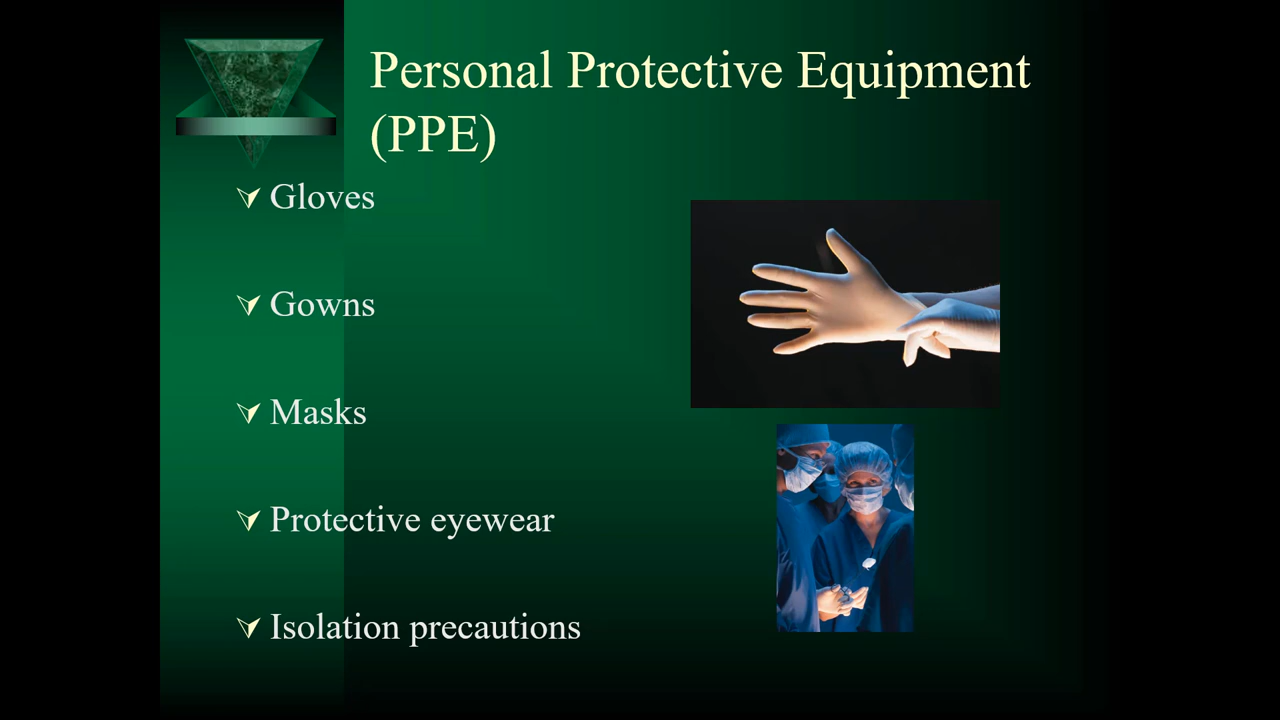 Personal Protective Equipment
(PPE)
Gloves
Gowns
Masks
Protective eyewear
Isolation precautions